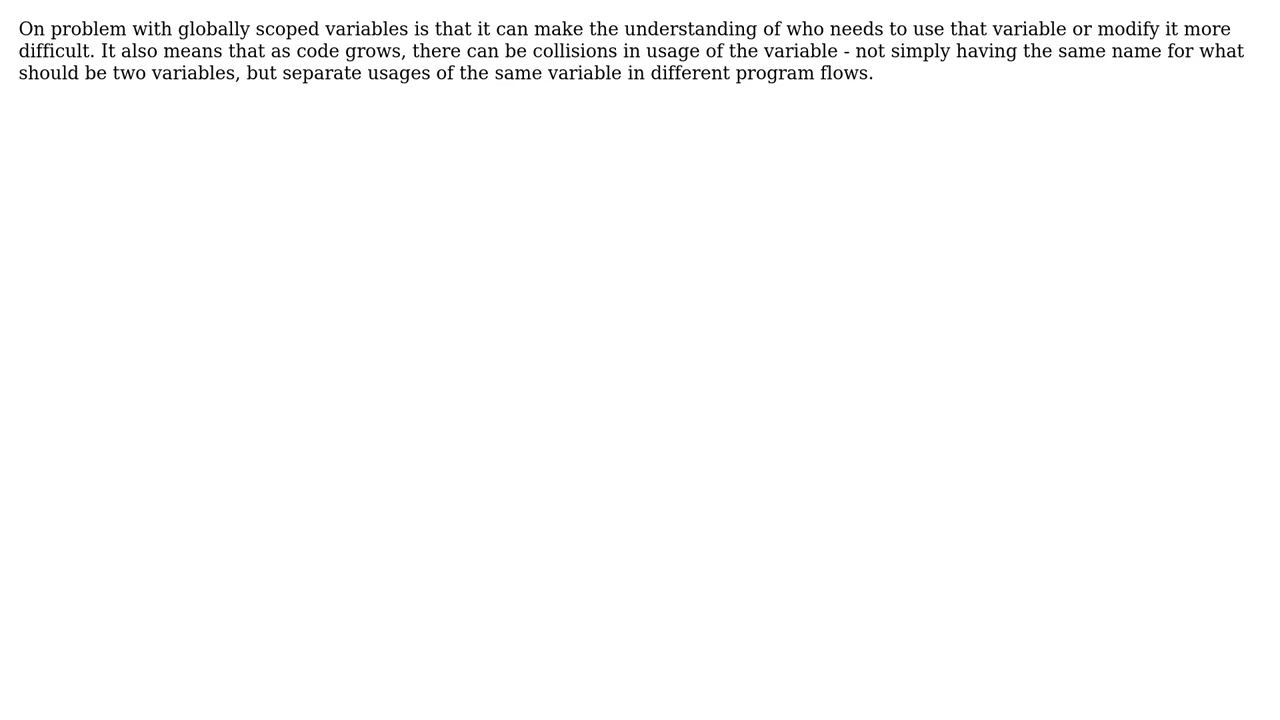 On problem with globally scoped variables is that it can make the understanding of who needs to use that variable or modify it more
difficult. It also means that as code grows, there can be collisions in usage of the variable - not simply having the same name for what
should be two variables, but separate usages of the same variable in different program flows.